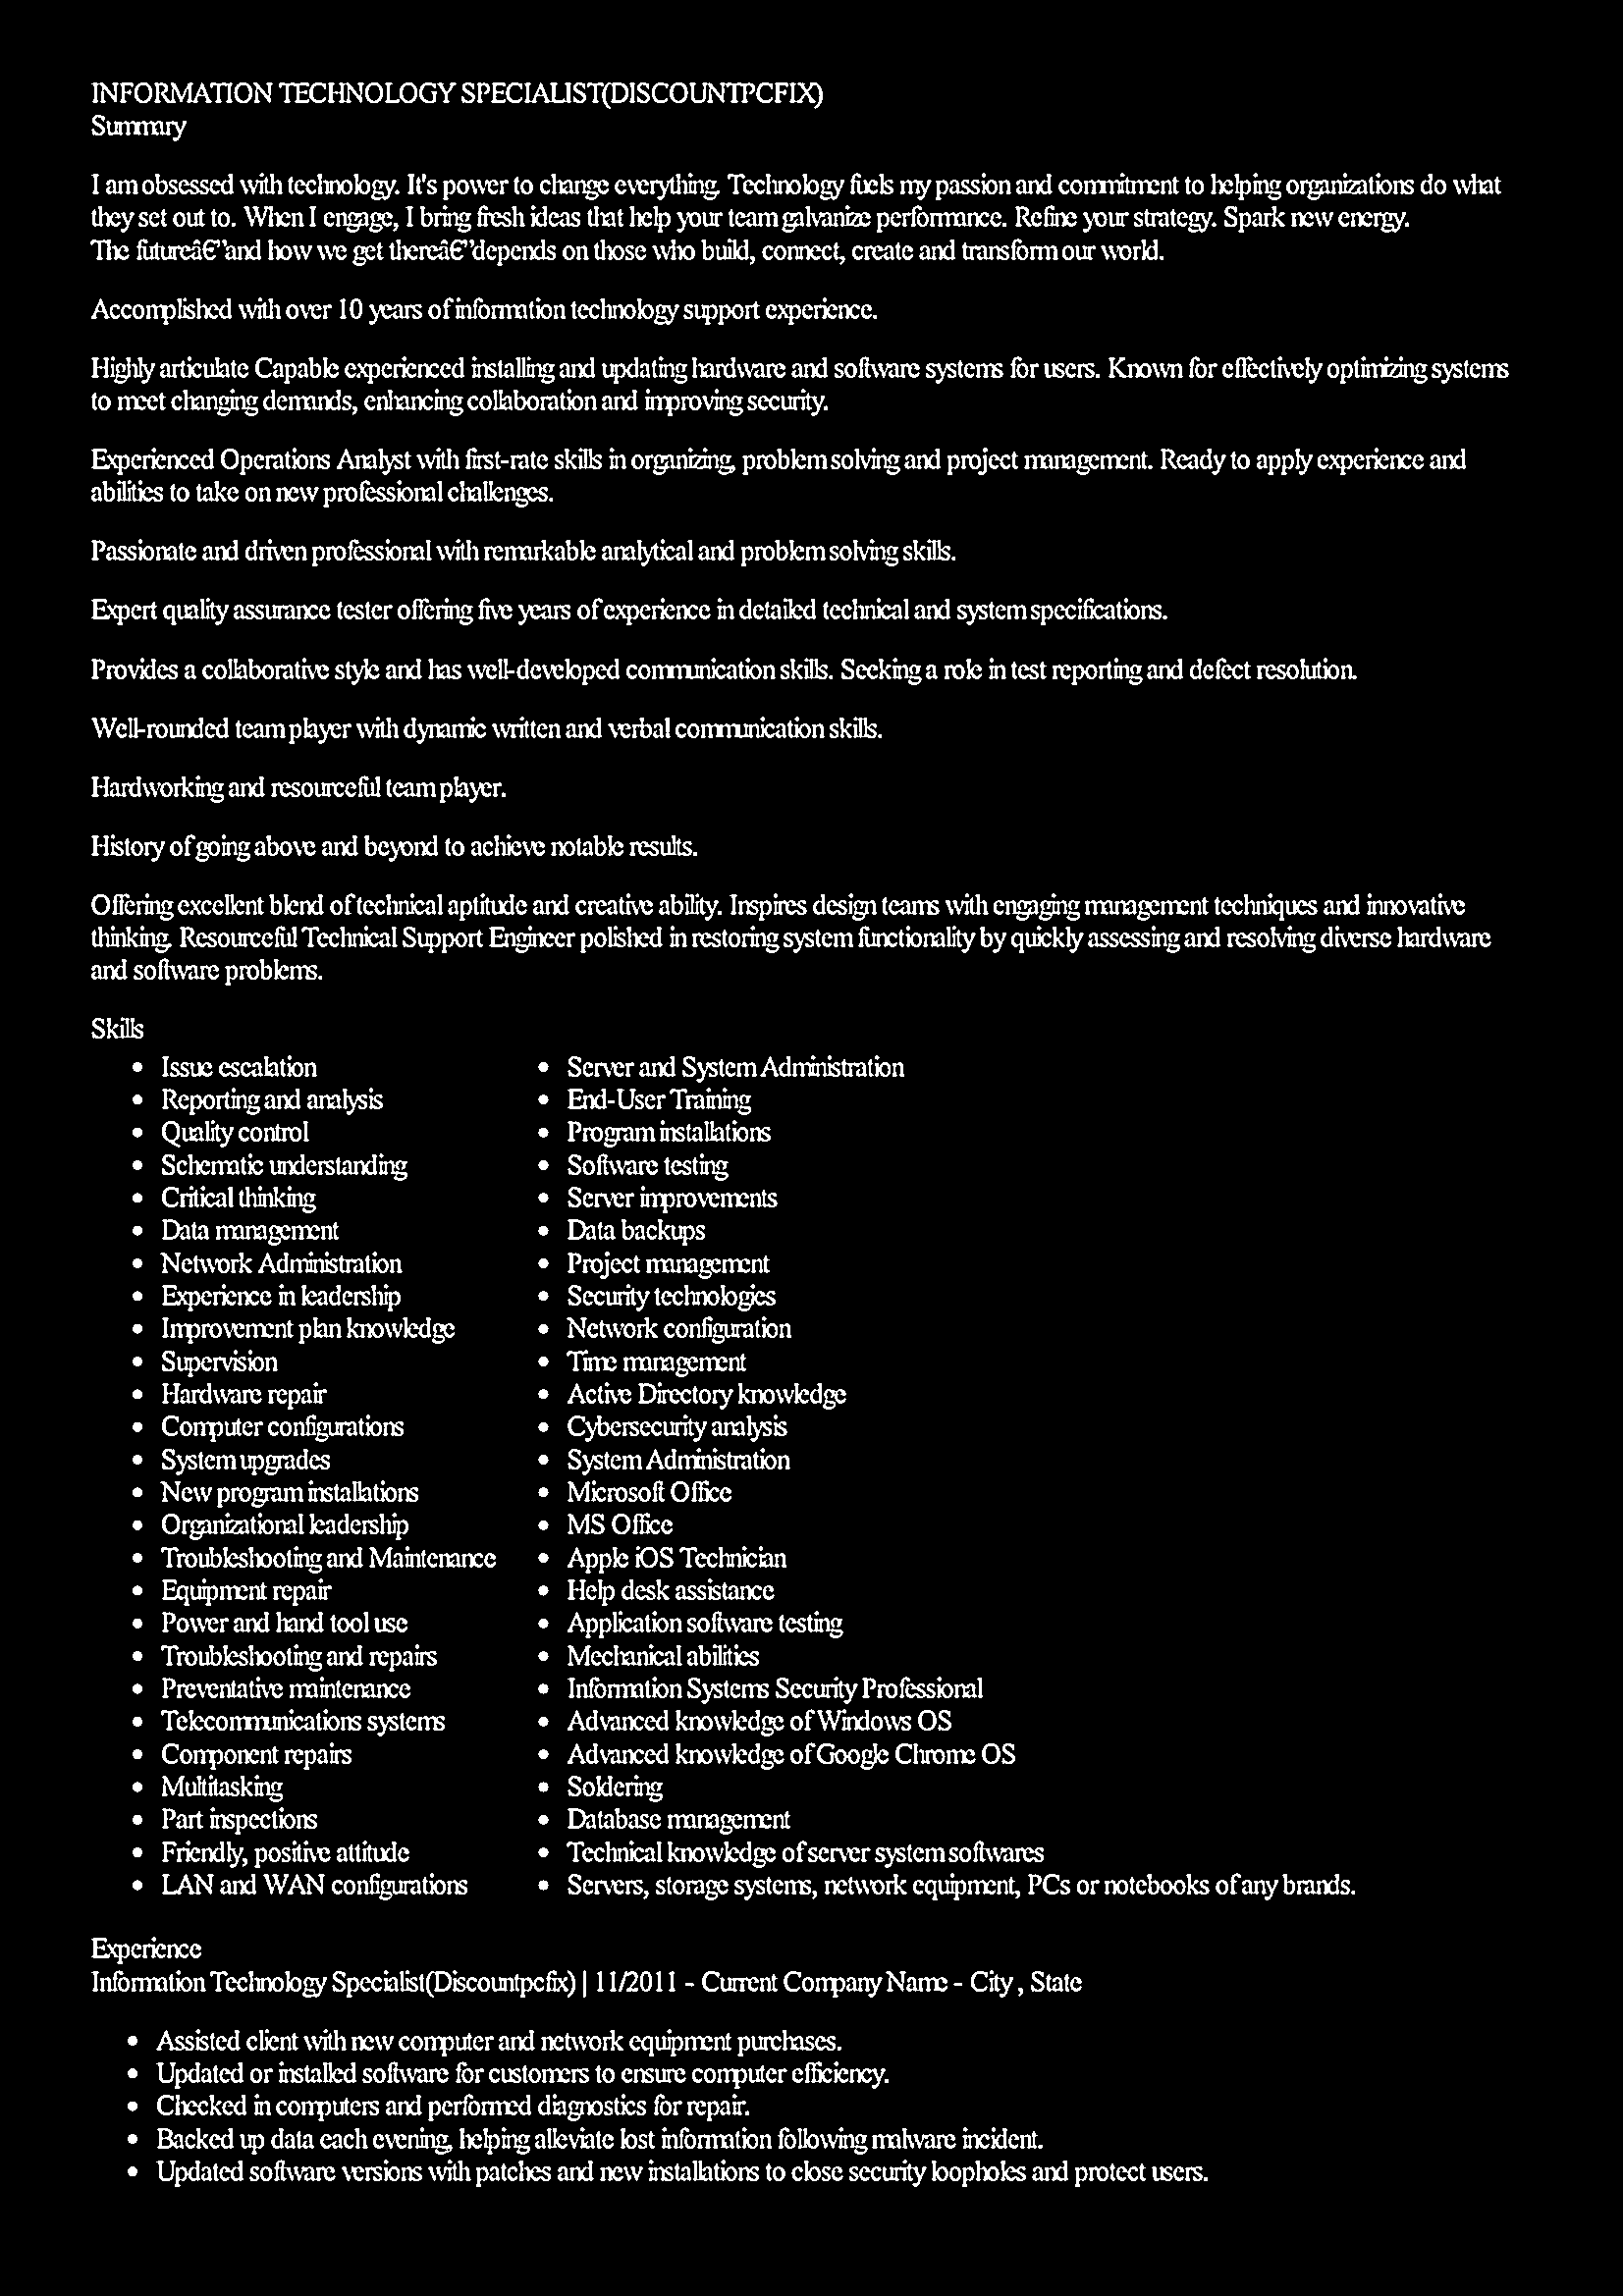 INFORMATION TECHNOLOGY SPECIALIST(DISCOUNTPCFIX)
Summary
I am obsessed with technology. It's power to change everything. Technology fuels my passion and commitment to helping organizations do what
they set out to. When I engage, I bring fresh ideas that help your team galvanize performance. Refine your strategy. Spark new energy.
The futureâ€”and how we get thereâ€”depends on those who build, connect, create and transform our world.
Accomplished with over 10 years of information technology support experience.
Highly articulate Capable experienced installing and updating hardware and software systems for users. Known for effectively optimizing systems
to meet changing demands, enhancing collaboration and improving security.
Experienced Operations Analyst with first-rate skills in organizing, problem solving and project management. Ready to apply experience and
abilities to take on new professional challenges.
Passionate and driven professional with remarkable analytical and problem solving skills.
Expert quality assurance tester offering five years of experience in detailed technical and system specifications.
Provides a collaborative style and has well-developed communication skills. Seeking a role in test reporting and defect resolution.
Well-rounded team player with dynamic written and verbal communication skills.
Hardworking and resourceful team player.
History of going above and beyond to achieve notable results.
Offering excellent blend of technical aptitude and creative ability. Inspires design teams with engaging management techniques and innovative
thinking. Resourceful Technical Support Engineer polished in restoring system functionality by quickly assessing and resolving diverse hardware
and software problems.
Skills
• Issue escalation
• Reporting and analysis
• Quality control
• Schematic understanding
• Critical thinking
• Data management
• Network Administration
• Experience in leadership
• Improvement plan knowledge
• Supervision
• Hardware repair
• Computer configurations
• System upgrades
• New program installations
• Organizational leadership
• Troubleshooting and Maintenance
• Equipment repair
• Power and hand tool use
• Troubleshooting and repairs
• Preventative maintenance
• Telecommunications systems
• Component repairs
• Multitasking
• Part inspections
• Friendly, positive attitude
• LAN and WAN configurations
• Server and System Administration
• End-User Training
• Program installations
• Software testing
• Server improvements
• Data backups
• Project management
• Security technologies
• Network configuration
• Time management
• Active Directory knowledge
• Cybersecurity analysis
• System Administration
• Microsoft Office
• MS Office
• Apple iOS Technician
• Help desk assistance
• Application software testing
• Mechanical abilities
• Information Systems Security Professional
• Advanced knowledge of Windows OS
• Advanced knowledge of Google Chrome OS
• Soldering
• Database management
• Technical knowledge of server system softwares
• Servers, storage systems, network equipment, PCs or notebooks of any brands.
Experience
Information Technology Specialist(Discountpcfix) | 11/2011 - Current Company Name - City , State
• Assisted client with new computer and network equipment purchases.
• Updated or installed software for customers to ensure computer efficiency.
• Checked in computers and performed diagnostics for repair.
• Backed up data each evening, helping alleviate lost information following malware incident.
• Updated software versions with patches and new installations to close security loopholes and protect users.